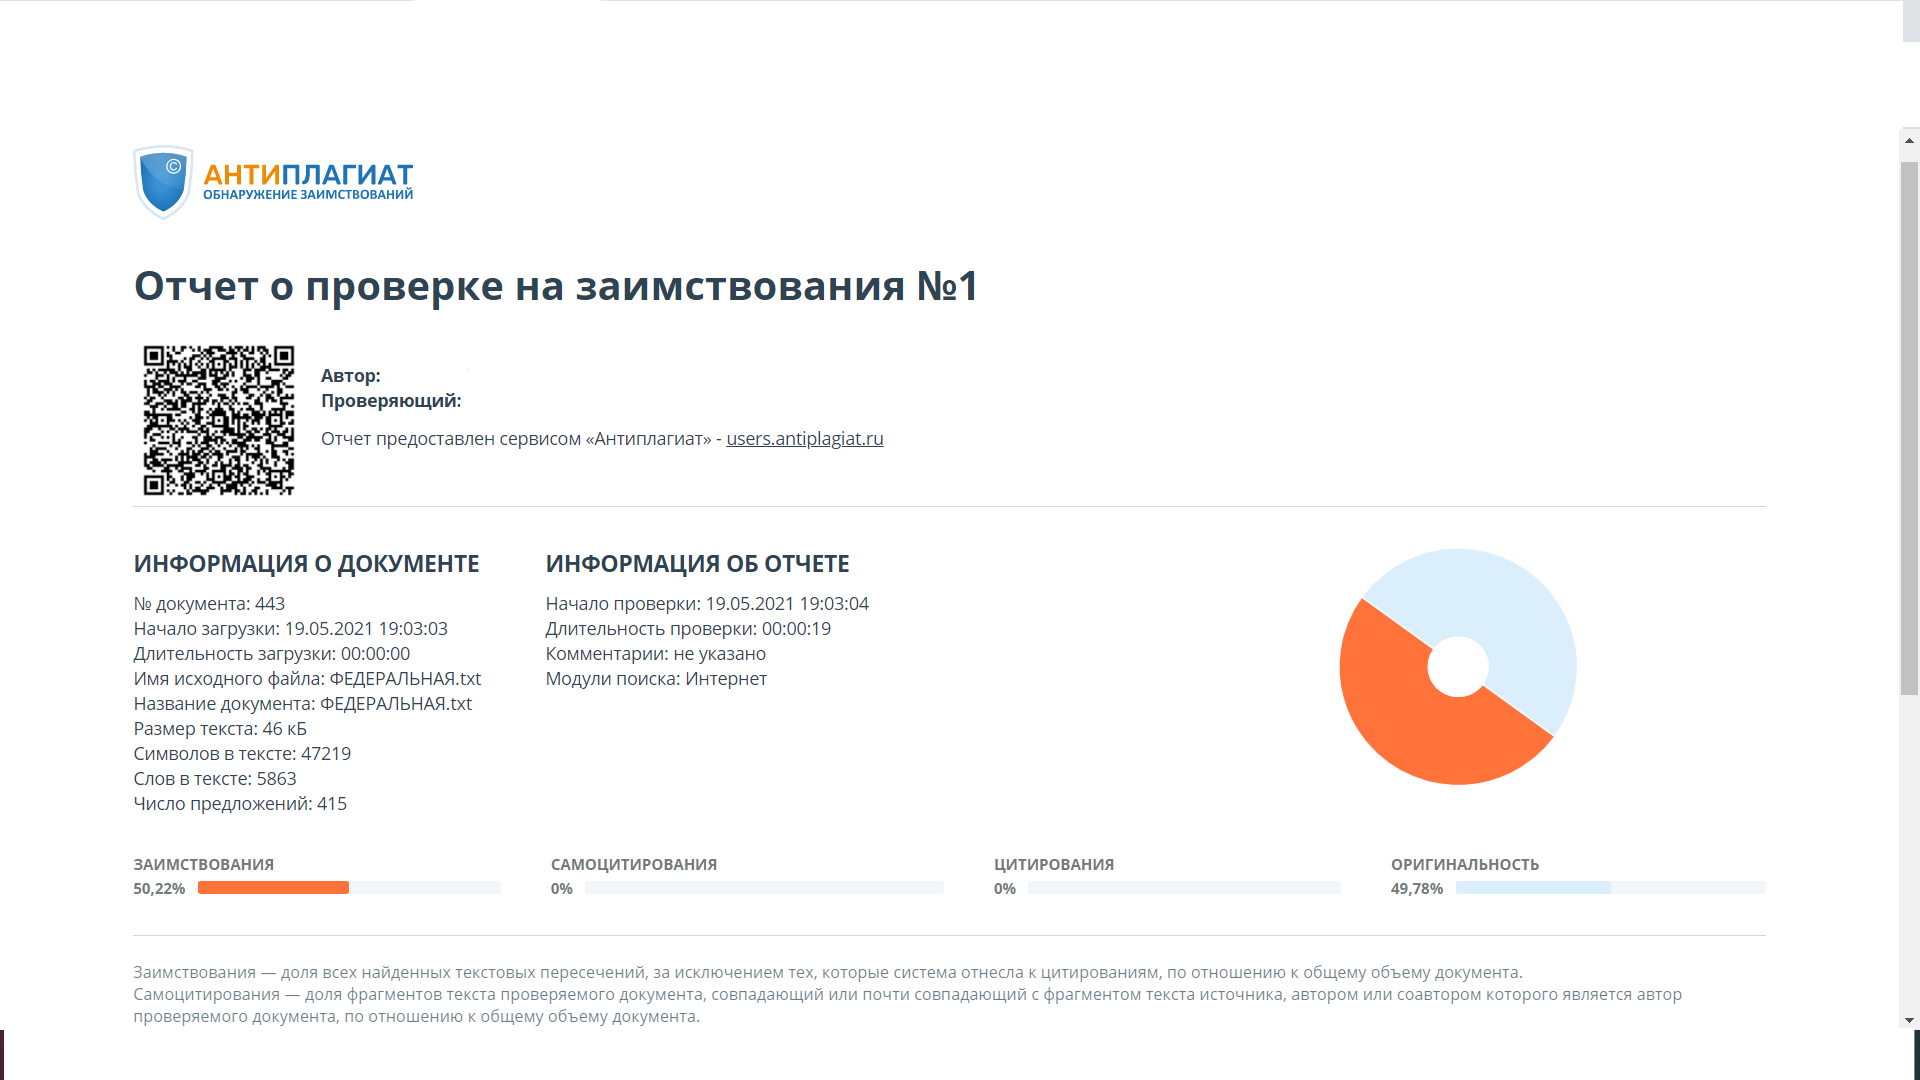 ©
АНТИПЛАГИАТ
ОБНАРУЖЕНИЕ ЗАИМСТВОВАНИЙ
Отчет о проверке на заимствования №1
Автор:
Проверяющий:
Отчет предоставлен сервисом «Антиплагиат» - users.antiplagiat.ru
ИНФОРМАЦИЯ О ДОКУМЕНТЕ
№ документа: 443
Начало загрузки: 19.05.2021 19:03:03
Длительность загрузки: 00:00:00
Имя исходного файла: ФЕДЕРАЛЬНАЯ.txt
Название документа: ФЕДЕРАЛЬНАЯ.txt
Размер текста: 46 кБ
Символов в тексте: 47219
Слов в тексте: 5863
Число предложений: 415
ИНФОРМАЦИЯ ОБ ОТЧЕТЕ
Начало проверки: 19.05.2021 19:03:04
Длительность проверки: 00:00:19
Комментарии: не указано
Модули поиска: Интернет
ЗАИМСТВОВАНИЯ
50,22%
САМОЦИТИРОВАНИЯ
0%
ЦИТИРОВАНИЯ
0%
ОРИГИНАЛЬНОСТЬ
49,78%
Заимствования — доля всех найденных текстовых пересечений, за исключением тех, которые система отнесла к цитированиям, по отношению к общему объему документа.
Самоцитирования — доля фрагментов текста проверяемого документа, совпадающий или почти совпадающий с фрагментом текста источника, автором или соавтором которого является автор
проверяемого документа, по отношению к общему объему документа.